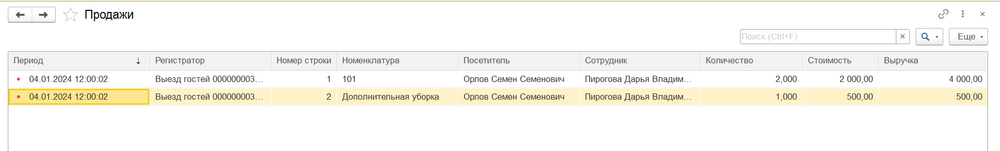 Продажи
Поиск (Ctrl+F)
Еще
Период Регистратор Номер строки Номенклатура Посетитель Сотрудник Количество Стоимость Выручка
04.01.2024 12:00:02 Выезд гостей 000000003... 1 101 Орлов Семен Семенович Пирогова Дарья Владим... 2,000 2 000,00 4 000,00
04.01.2024 12:00:02 Выезд гостей 000000003... 2 Дополнительная уборка Орлов Семен Семенович Пирогова Дарья Владим... 1,000 500,00 500,00